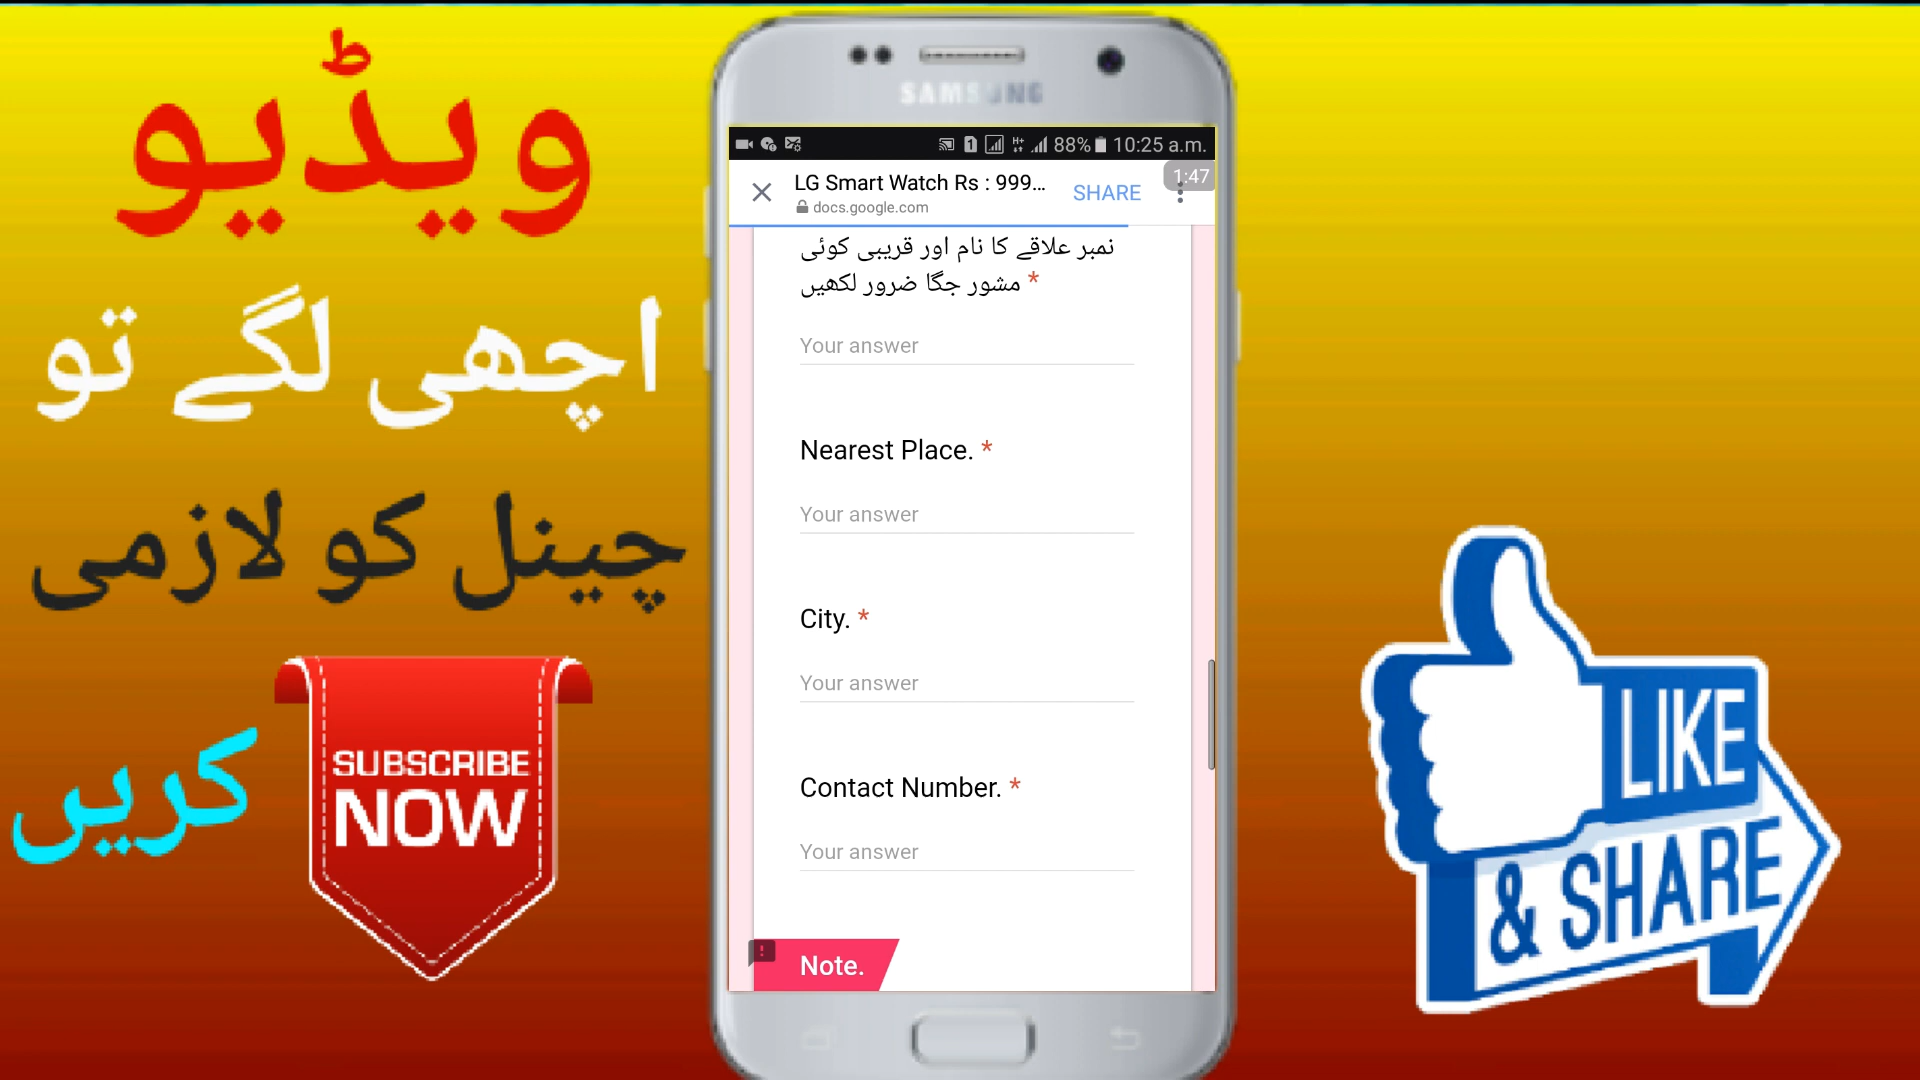 ویڈیو
اچھی لگے تو
چینل کو لازمی
کریں
SUBSCRIBE
NOW
SAMSUNG
88% 10:25 a.m.
1:47
LG Smart Watch Rs : 999...
SHARE
docs.google.com
نمبر علاقے کا نام اور قریبی کوئی
مشور جگا ضرور لکھیں *
Your answer
Nearest Place. *
Your answer
City. *
Your answer
Contact Number. *
Your answer
Note.
LIKE
& SHARE